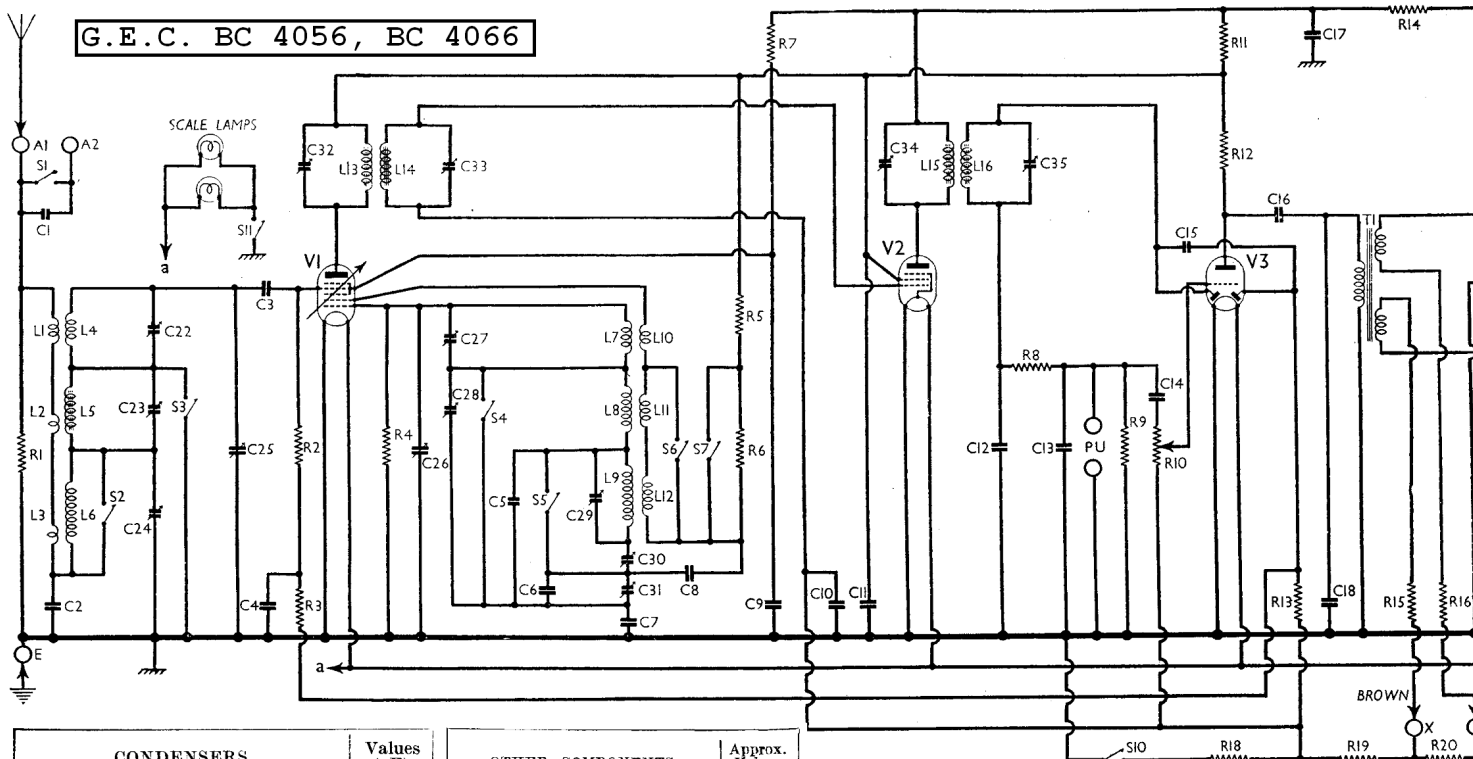 G.E.C. BC 4056, BC 4066
R7
R11
C17
R14
SCALE LAMPS
A1
A2
S1
C1
S11
a
C32
L13
L14
C33
C34
L15
L16
C35
R12
C16
T1
V1
V2
V3
C15
C3
L1
L4
C22
C27
L7
L10
R5
R8
C14
L2
L5
C23
S3
C28
S4
L8
L11
R1
C25
R2
R4
C26
S6
S7
R6
C12
C13
PU
R9
R10
L3
L6
S2
C24
C5
S5
C29
L9
L12
C30
C2
C4
R3
C6
C31
C8
C7
C9
C10
C11
R13
C18
R15
R16
E
a
BROWN
X
S10
R18
R19
R20
CONDENSERS
Values
OTHER COMPONENTS
Approx.